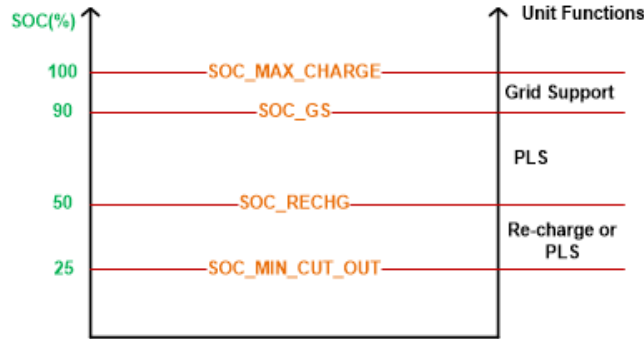 SOC(%)
Unit Functions
100
SOC_MAX_CHARGE
Grid Support
90
SOC_GS
PLS
50
SOC_RECHG
Re-charge or
PLS
25
SOC_MIN_CUT_OUT